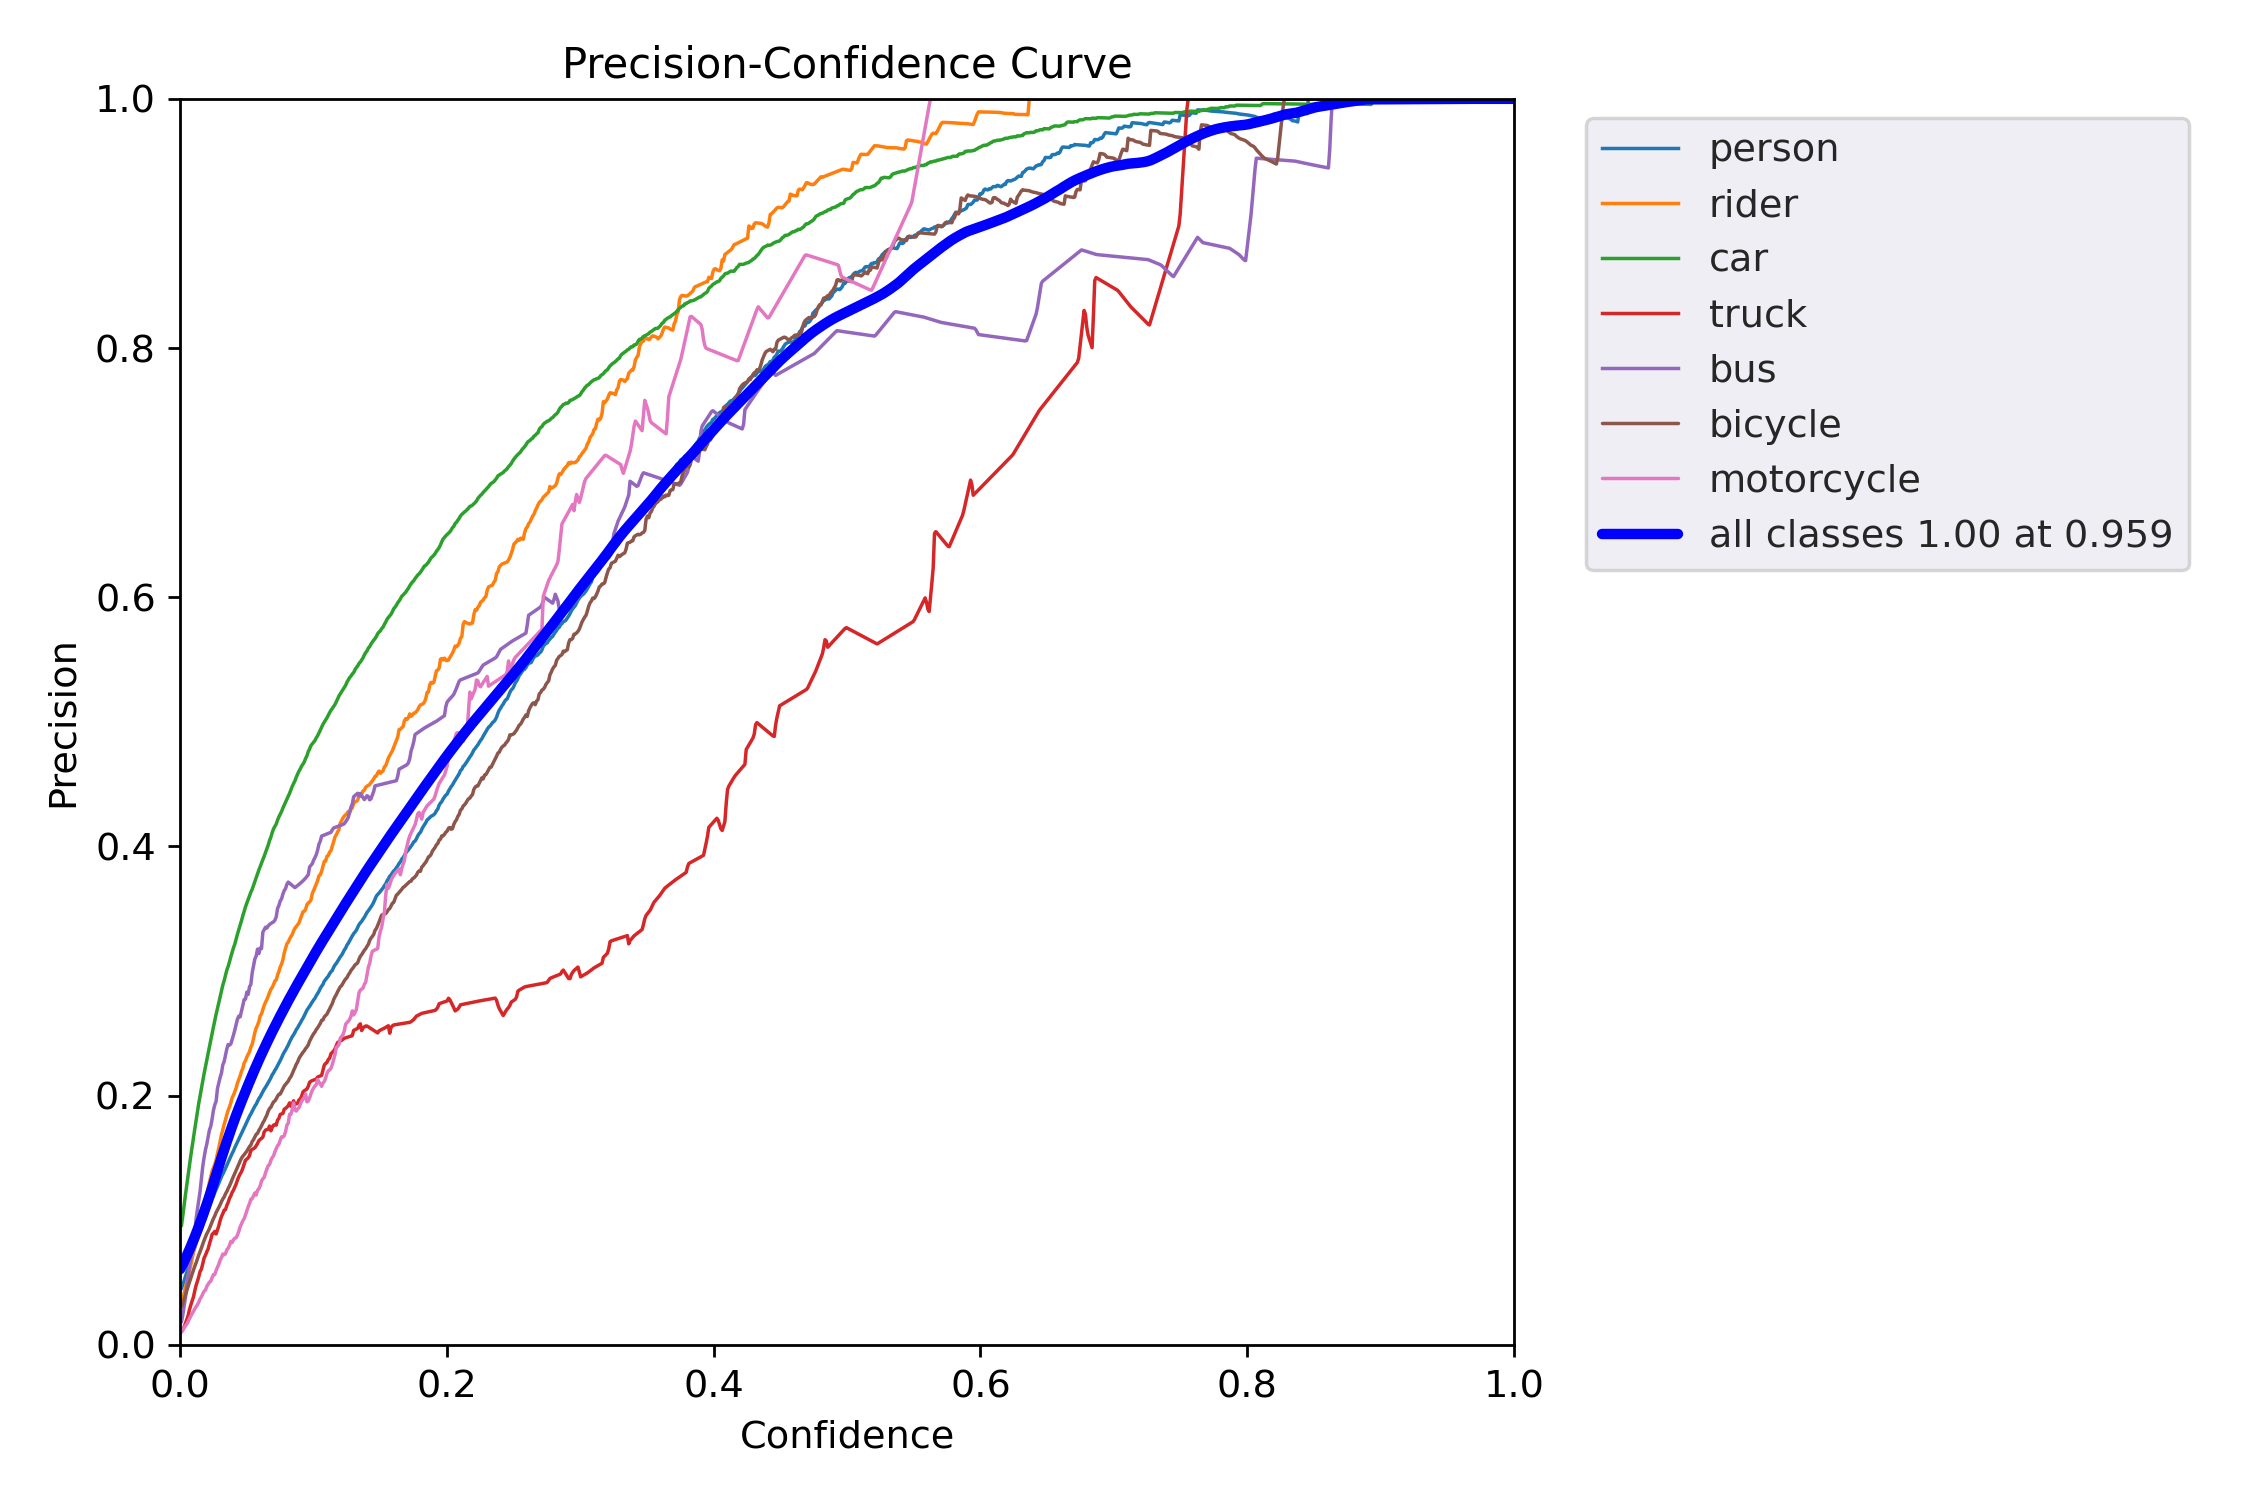 Precision-Confidence Curve
1.0
0.8
0.6
0.4
0.2
0.0
Precision
0.0 0.2 0.4 0.6 0.8 1.0
Confidence
person
rider
car
truck
bus
bicycle
motorcycle
all classes 1.00 at 0.959